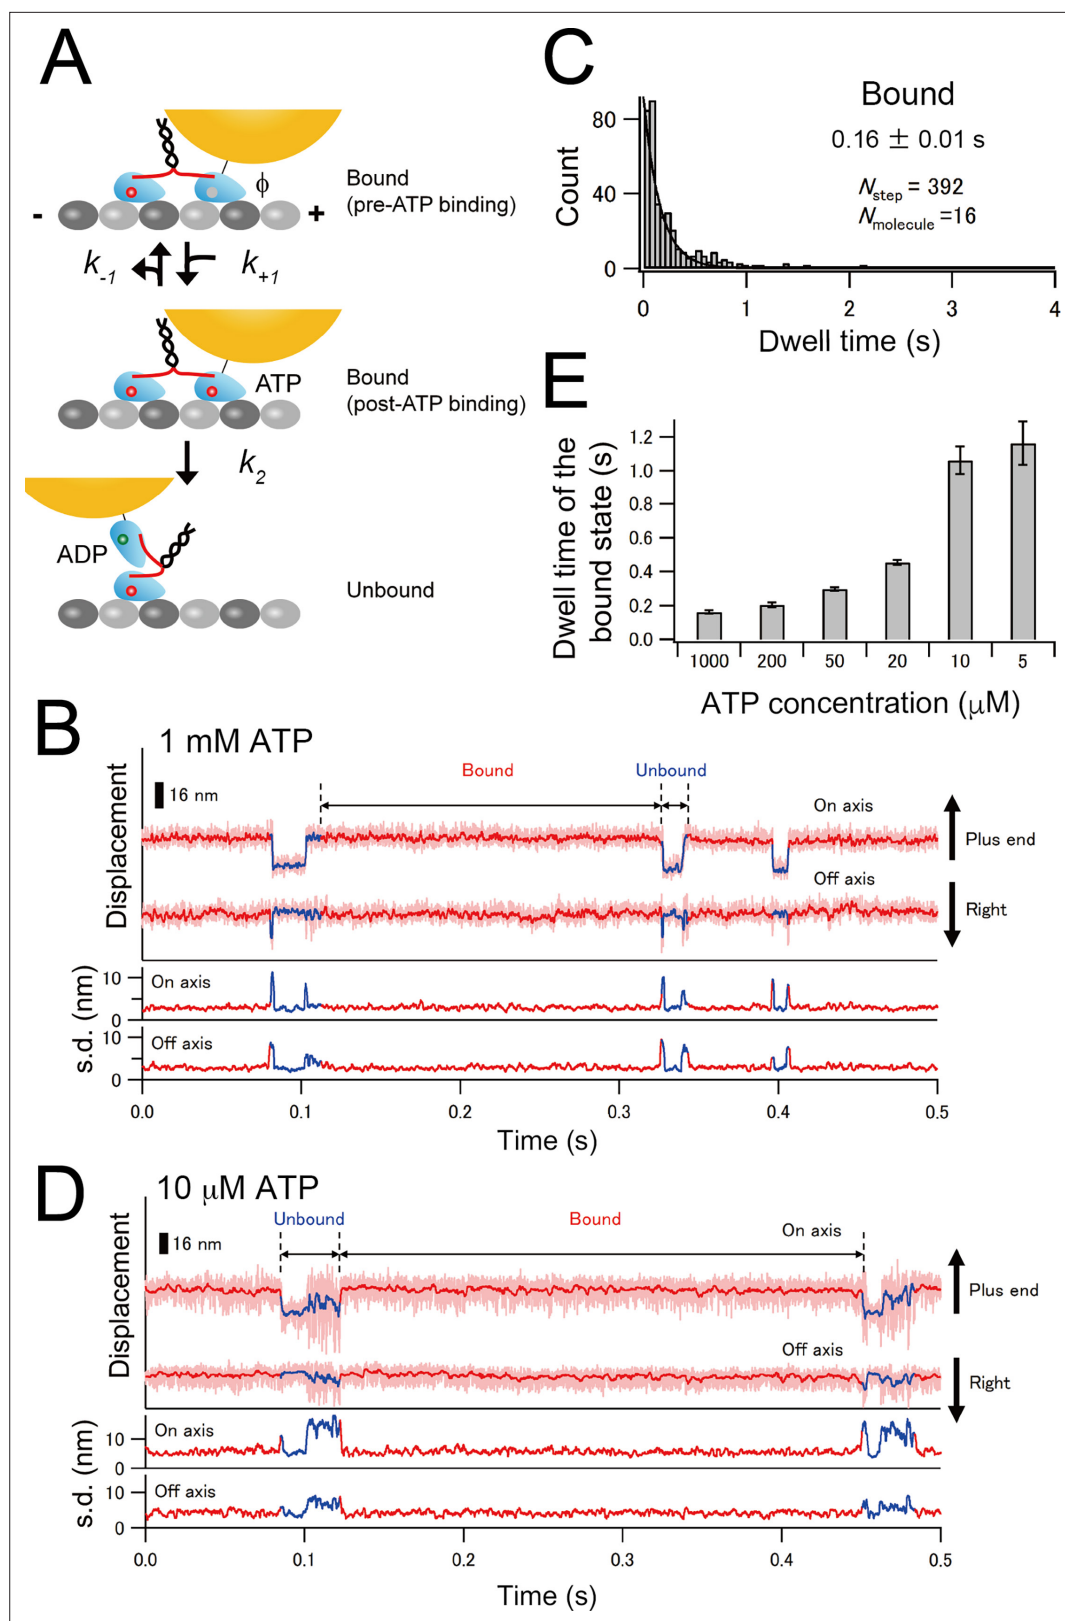 A
Bound
(pre-ATP binding)
ϕ
- +
k-1 k+1
ATP
Bound
(post-ATP binding)
k2
ADP
Unbound
C
Bound
0.16 ± 0.01 s
Nstep = 392
Nmolecule =16
Count
80
40
0
0 1 2 3 4
Dwell time (s)
E
Dwell time of the
bound state (s)
1.2
1.0
0.8
0.6
0.4
0.2
0.0
1000 200 50 20 10 5
ATP concentration (μM)
B
1 mM ATP
Displacement
16 nm
Bound
Unbound
On axis
Plus end
Off axis
Right
s.d. (nm)
On axis
10
0
Off axis
10
0
0.0 0.1 0.2 0.3 0.4 0.5
Time (s)
D
10 μM ATP
Displacement
16 nm
Unbound
Bound
On axis
Plus end
Off axis
Right
s.d. (nm)
On axis
10
0
Off axis
10
0
0.0 0.1 0.2 0.3 0.4 0.5
Time (s)